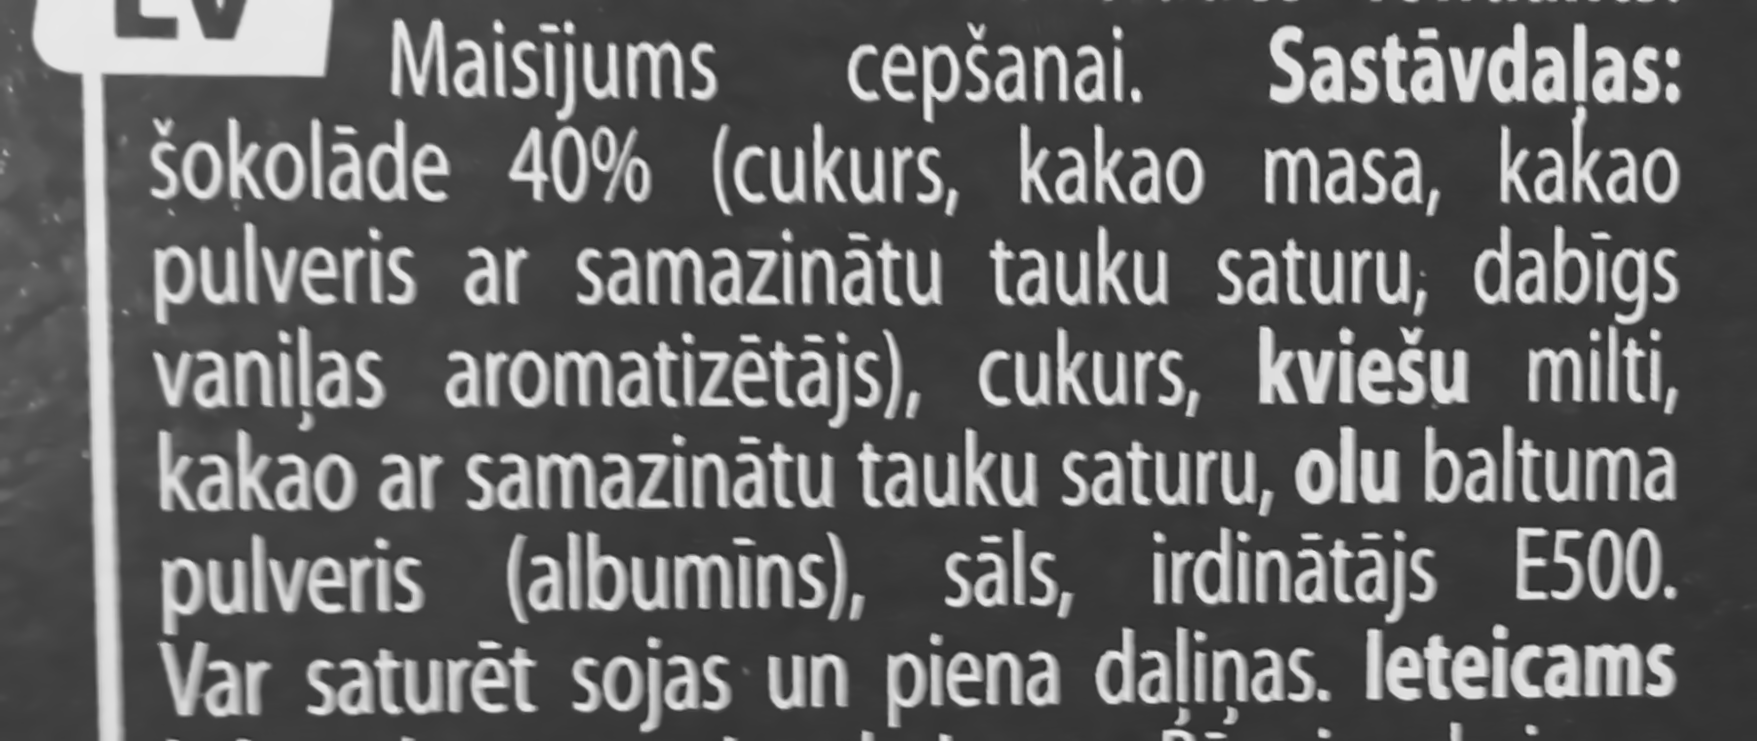 LV
Maisījums cepšanai. Sastāvdaļas:
šokolāde 40% (cukurs, kakao masa, kakao
pulveris ar samazinātu tauku saturu, dabīgs
vaniļas aromatizētājs), cukurs, kviešu milti,
kakao ar samazinātu tauku saturu, olu baltuma
pulveris (albumīns), sāls, irdinātājs E500.
Var saturēt sojas un piena daļiņas. Ieteicams